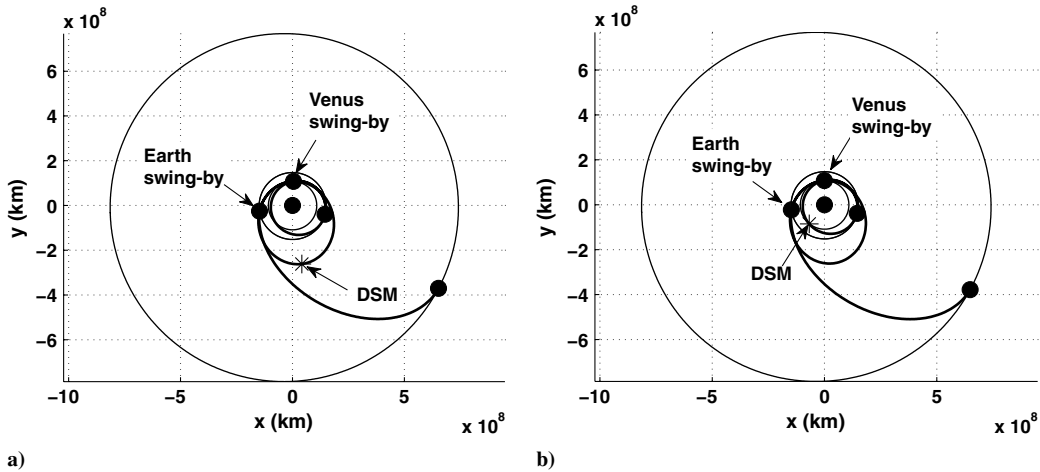 x 10^8
6
4
2
0
−2
−4
−6
y (km)
Venus
swing-by
Earth
swing-by
DSM
−10
−5
0
5
x (km)
x 10^8
a)
x 10^8
6
4
2
0
−2
−4
−6
y (km)
Venus
swing-by
Earth
swing-by
DSM
−10
−5
0
5
x (km)
x 10^8
b)